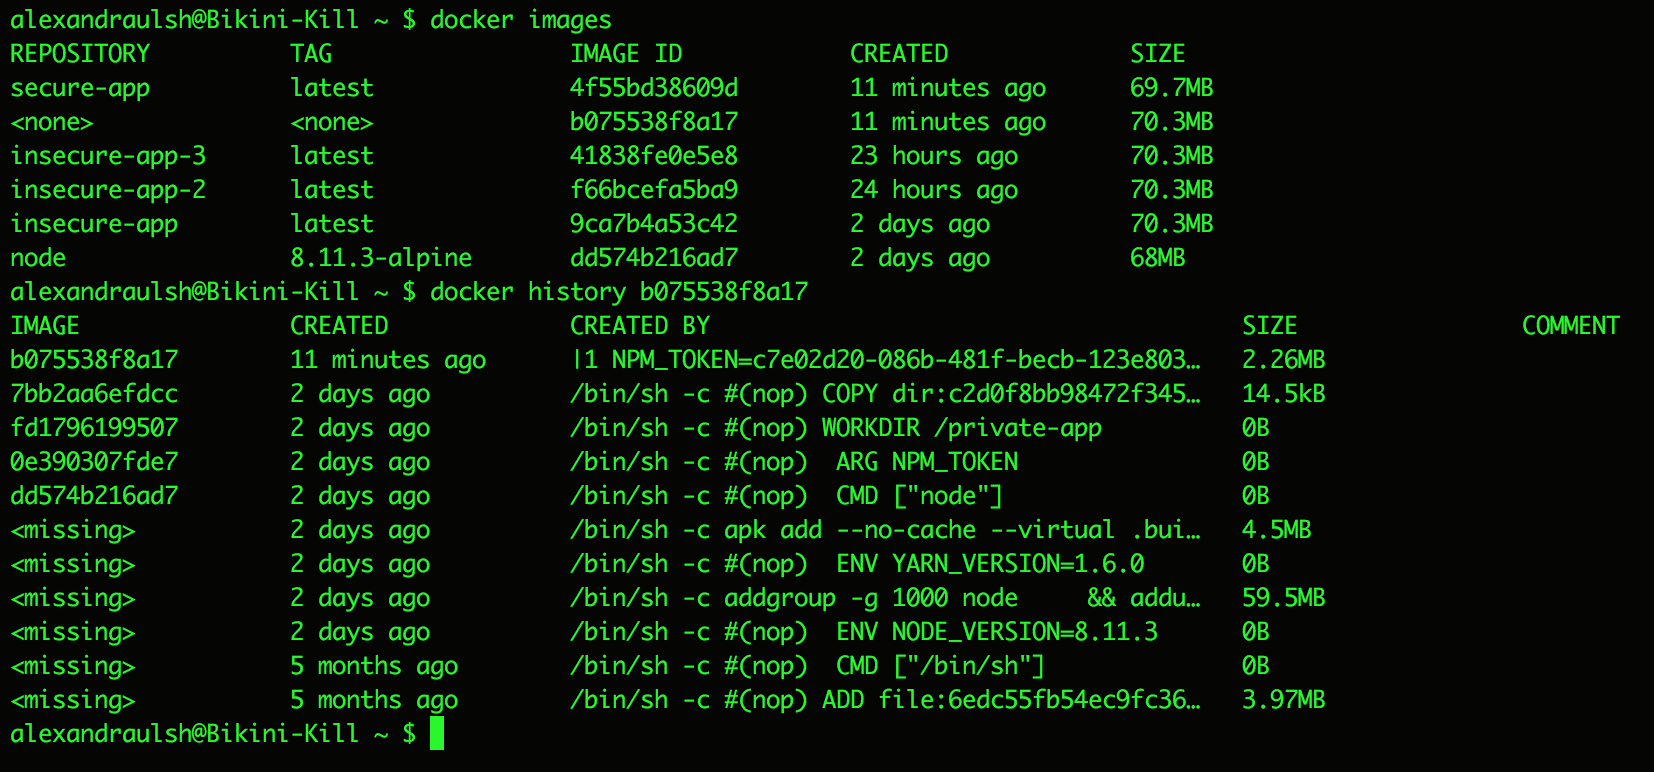 alexandraulsh@Bikini-Kill ~ $ docker images
REPOSITORY          TAG                 IMAGE ID            CREATED             SIZE
secure-app          latest              4f55bd38609d        11 minutes ago      69.7MB
<none>              <none>              b075538f8a17        11 minutes ago      70.3MB
insecure-app-3      latest              41838fe0e5e8        23 hours ago        70.3MB
insecure-app-2      latest              f66bcefa5ba9        24 hours ago        70.3MB
insecure-app        latest              9ca7b4a53c42        2 days ago          70.3MB
node                8.11.3-alpine       dd574b216ad7        2 days ago          68MB
alexandraulsh@Bikini-Kill ~ $ docker history b075538f8a17
IMAGE               CREATED             CREATED BY                                      SIZE                COMMENT
b075538f8a17        11 minutes ago      |1 NPM_TOKEN=c7e02d20-086b-481f-becb-123e803…   2.26MB
7bb2aa6efdcc        2 days ago          /bin/sh -c #(nop) COPY dir:c2d0f8bb98472f345…   14.5kB
fd1796199507        2 days ago          /bin/sh -c #(nop) WORKDIR /private-app          0B
0e390307fde7        2 days ago          /bin/sh -c #(nop)  ARG NPM_TOKEN                0B
dd574b216ad7        2 days ago          /bin/sh -c #(nop)  CMD ["node"]                 0B
<missing>           2 days ago          /bin/sh -c apk add --no-cache --virtual .bui…   4.5MB
<missing>           2 days ago          /bin/sh -c #(nop)  ENV YARN_VERSION=1.6.0       0B
<missing>           2 days ago          /bin/sh -c addgroup -g 1000 node     && addu…   59.5MB
<missing>           2 days ago          /bin/sh -c #(nop)  ENV NODE_VERSION=8.11.3      0B
<missing>           5 months ago        /bin/sh -c #(nop)  CMD ["/bin/sh"]              0B
<missing>           5 months ago        /bin/sh -c #(nop) ADD file:6edc55fb54ec9fc36…   3.97MB
alexandraulsh@Bikini-Kill ~ $